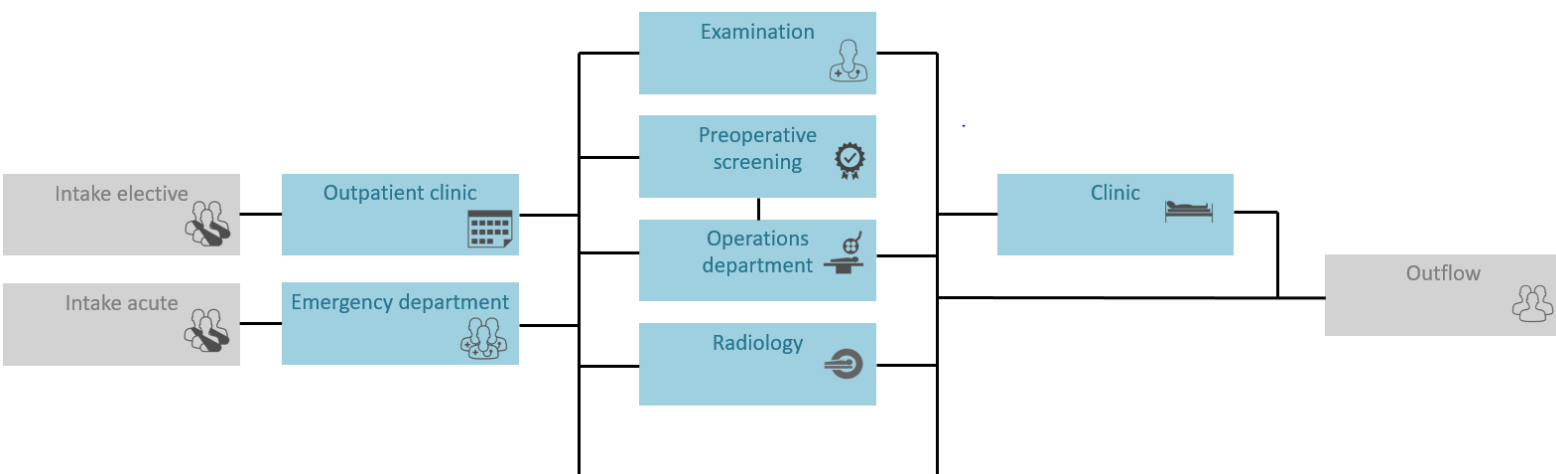 Examination
Preoperative
screening
Intake elective
Outpatient clinic
Clinic
Operations
department
Intake acute
Emergency department
Outflow
Radiology